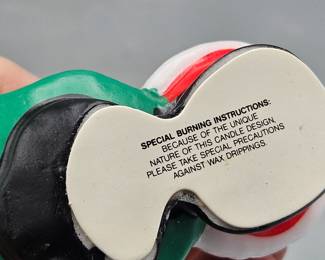 SPECIAL BURNING INSTRUCTIONS:
BECAUSE OF THE UNIQUE
NATURE OF THIS CANDLE DESIGN,
PLEASE TAKE SPECIAL PRECAUTIONS
AGAINST WAX DRIPPINGS.